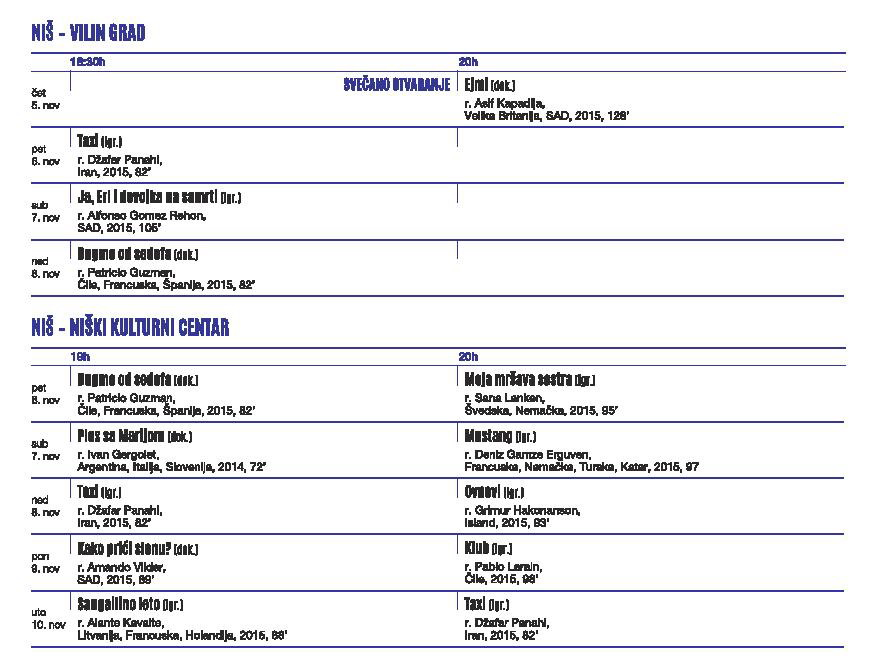 NIŠ – VILIN GRAD
18:30h 20h
SVEČANO OTVARANJE Ejmi (dok.)
čet
5. nov
r. Asif Kapadija,
Velika Britanija, SAD, 2015, 128'
Taxi (igr.)
pet
6. nov
r. Džafar Panahi,
Iran, 2015, 82'
Ja, Erl i devojka na samrti (igr.)
sub
7. nov
r. Alfonso Gomez Rehon,
SAD, 2015, 105'
Dugme od sedefa (dok.)
ned
8. nov
r. Patricio Guzman,
Čile, Francuska, Španija, 2015, 82'
NIŠ – NIŠKI KULTURNI CENTAR
18h 20h
pet
6. nov
Dugme od sedefa (dok.)
r. Patricio Guzman,
Čile, Francuska, Španija, 2015, 82'
Moja mršava sestra (igr.)
r. Sana Lenken,
Švedska, Nemačka, 2015, 95'
sub
7. nov
Ples sa Marijom (dok.)
r. Ivan Gergolet,
Argentina, Italija, Slovenija, 2014, 72'
Mustang (igr.)
r. Deniz Gamze Erguven,
Francuska, Nemačka, Turska, Katar, 2015, 97
ned
8. nov
Taxi (igr.)
r. Džafar Panahi,
Iran, 2015, 82'
Ovnovi (igr.)
r. Grimur Hakonarson,
Island, 2015, 93'
pon
9. nov
Kako prići slonu? (dok.)
r. Amanda Vilder,
SAD, 2015, 89'
Klub (igr.)
r. Pablo Larain,
Čile, 2015, 98'
uto
10. nov
Sangailino leto (igr.)
r. Alante Kavaite,
Litvanija, Francuska, Holandija, 2015, 88'
Taxi (igr.)
r. Džafar Panahi,
Iran, 2015, 82'